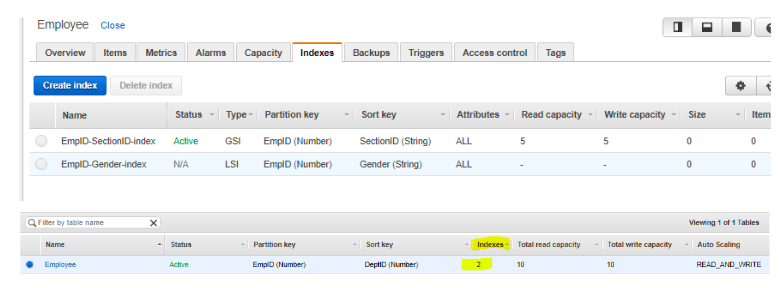 Employee Close
Overview Items Metrics Alarms Capacity Indexes Backups Triggers Access control Tags
Create index Delete index
Name Status Type Partition key Sort key Attributes Read capacity Write capacity Size Item
EmpID-SectionID-index Active GSI EmpID (Number) SectionID (String) ALL 5 5 0 0
EmpID-Gender-index N/A LSI EmpID (Number) Gender (String) ALL - - 0 0
Filter by table name X Viewing 1 of 1 Tables
Name Status Partition key Sort key Indexes Total read capacity Total write capacity Auto Scaling
Employee Active EmpID (Number) DeptID (Number) 2 10 10 READ_AND_WRITE